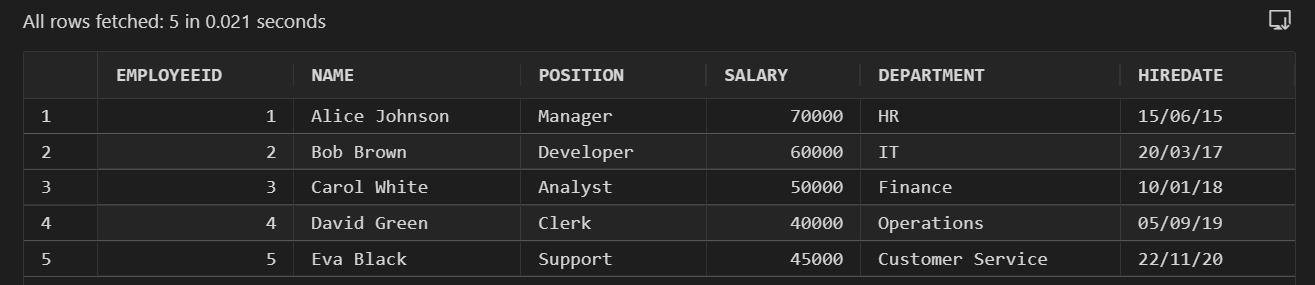 All rows fetched: 5 in 0.021 seconds
EMPLOYEEID NAME POSITION SALARY DEPARTMENT HIREDATE
1 1 Alice Johnson Manager 70000 HR 15/06/15
2 2 Bob Brown Developer 60000 IT 20/03/17
3 3 Carol White Analyst 50000 Finance 10/01/18
4 4 David Green Clerk 40000 Operations 05/09/19
5 5 Eva Black Support 45000 Customer Service 22/11/20